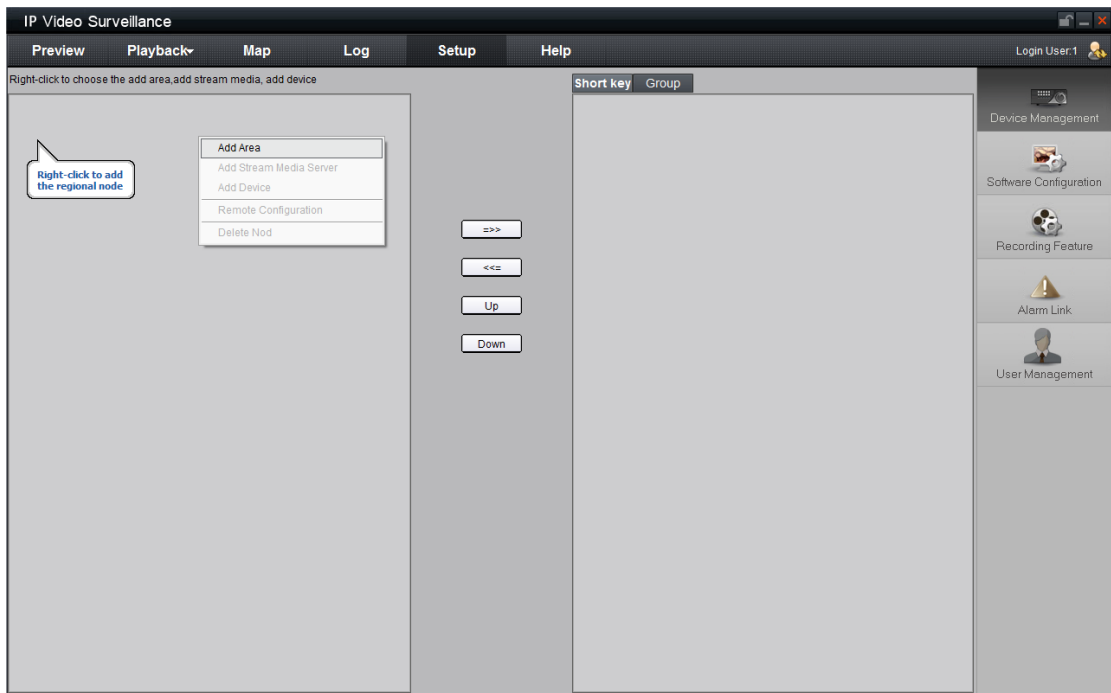 IP Video Surveillance
Preview Playback Map Log Setup Help Login User:1
Right-click to choose the add area,add stream media, add device
Short key Group
Right-click to add
the regional node
Add Area
Add Stream Media Server
Add Device
Remote Configuration
Delete Nod
=>>
<<=
Up
Down
Device Management
Software Configuration
Recording Feature
Alarm Link
User Management